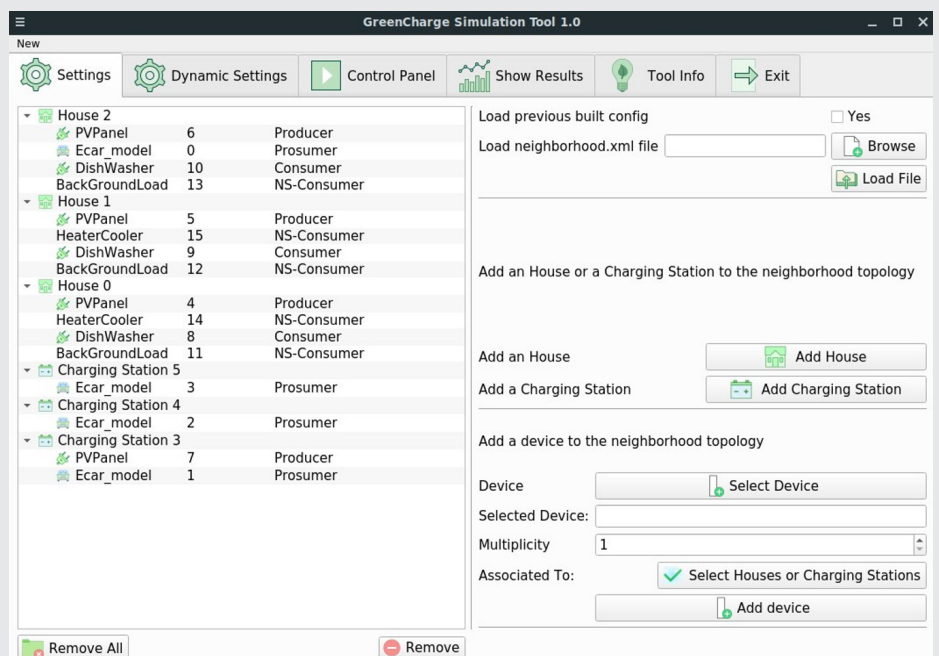 GreenCharge Simulation Tool 1.0
New
Settings
Dynamic Settings
Control Panel
Show Results
Tool Info
Exit
House 2
PVPanel 6 Producer
Ecar_model 0 Prosumer
DishWasher 10 Consumer
BackGroundLoad 13 NS-Consumer
House 1
PVPanel 5 Producer
HeaterCooler 15 NS-Consumer
DishWasher 9 Consumer
BackGroundLoad 12 NS-Consumer
House 0
PVPanel 4 Producer
HeaterCooler 14 NS-Consumer
DishWasher 8 Consumer
BackGroundLoad 11 NS-Consumer
Charging Station 5
Ecar_model 3 Prosumer
Charging Station 4
Ecar_model 2 Prosumer
Charging Station 3
PVPanel 7 Producer
Ecar_model 1 Prosumer
Remove All
Remove
Load previous built config Yes
Load neighborhood.xml file Browse
Load File
Add an House or a Charging Station to the neighborhood topology
Add an House Add House
Add a Charging Station Add Charging Station
Add a device to the neighborhood topology
Device Select Device
Selected Device:
Multiplicity 1
Associated To: Select Houses or Charging Stations
Add device